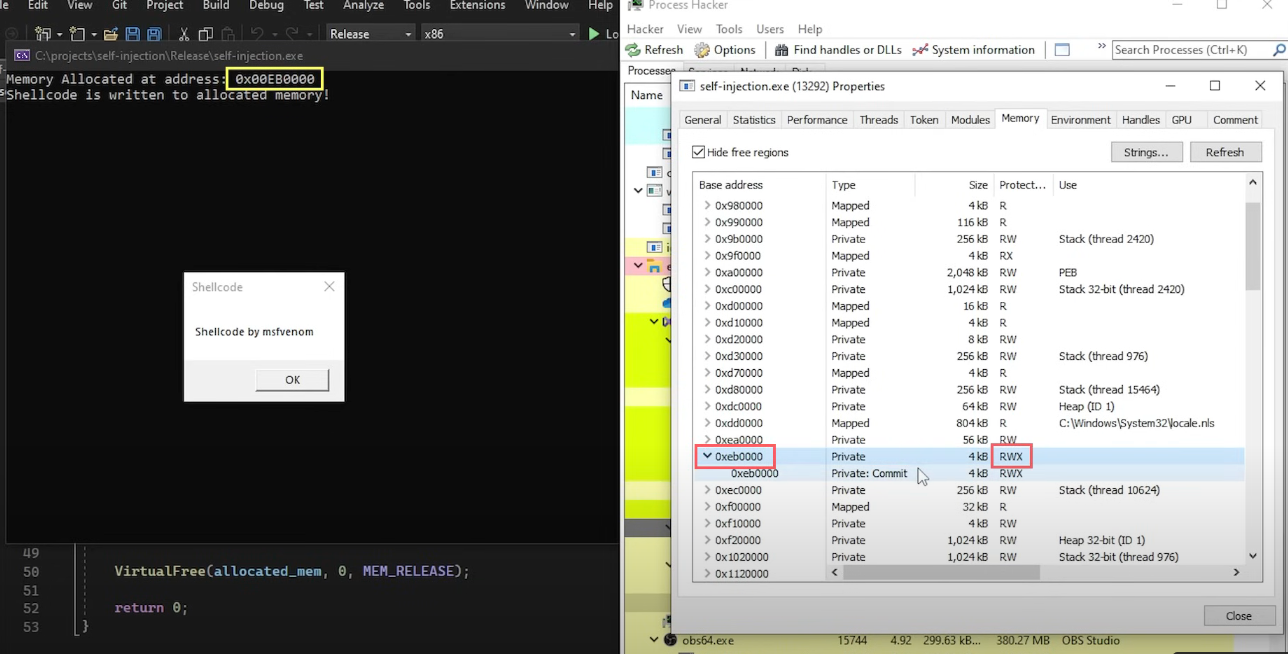 Edit View Git Project Build Debug Test Analyze Tools Extensions Window Help
Release x86
C:\projects\self-injection\Release\self-injection.exe
Memory Allocated at address: 0x00EB0000
Shellcode is written to allocated memory!
Shellcode
Shellcode by msfvenom
OK
49
50 VirtualFree(allocated_mem, 0, MEM_RELEASE);
51
52 return 0;
53 }
Process Hacker
Hacker View Tools Users Help
Refresh Options Find handles or DLLs System information » Search Processes (Ctrl+K)
Processes
Name
self-injection.exe (13292) Properties
General Statistics Performance Threads Token Modules Memory Environment Handles GPU Comment
Hide free regions Strings... Refresh
Base address Type Size Protect... Use
0x980000 Mapped 4 kB R
0x990000 Mapped 116 kB R
0x9b0000 Private 256 kB RW Stack (thread 2420)
0x9f0000 Mapped 4 kB RX
0xa00000 Private 2,048 kB RW PEB
0xc00000 Private 1,024 kB RW Stack 32-bit (thread 2420)
0xd00000 Mapped 16 kB R
0xd10000 Mapped 4 kB R
0xd20000 Private 8 kB RW
0xd30000 Private 256 kB RW Stack (thread 976)
0xd70000 Mapped 4 kB R
0xd80000 Private 256 kB RW Stack (thread 15464)
0xdc0000 Private 64 kB RW Heap (ID 1)
0xdd0000 Mapped 804 kB R C:\Windows\System32\locale.nls
0xea0000 Private 56 kB RW
0xeb0000 Private 4 kB RWX
0xeb0000 Private: Commit 4 kB RWX
0xec0000 Private 256 kB RW Stack (thread 10624)
0xf00000 Mapped 32 kB R
0xf10000 Private 4 kB RW
0xf20000 Private 1,024 kB RW Heap 32-bit (ID 1)
0x1020000 Private 1,024 kB RW Stack 32-bit (thread 976)
0x1120000
Close
obs64.exe 15744 4.92 299.63 kB... 380.27 MB OBS Studio